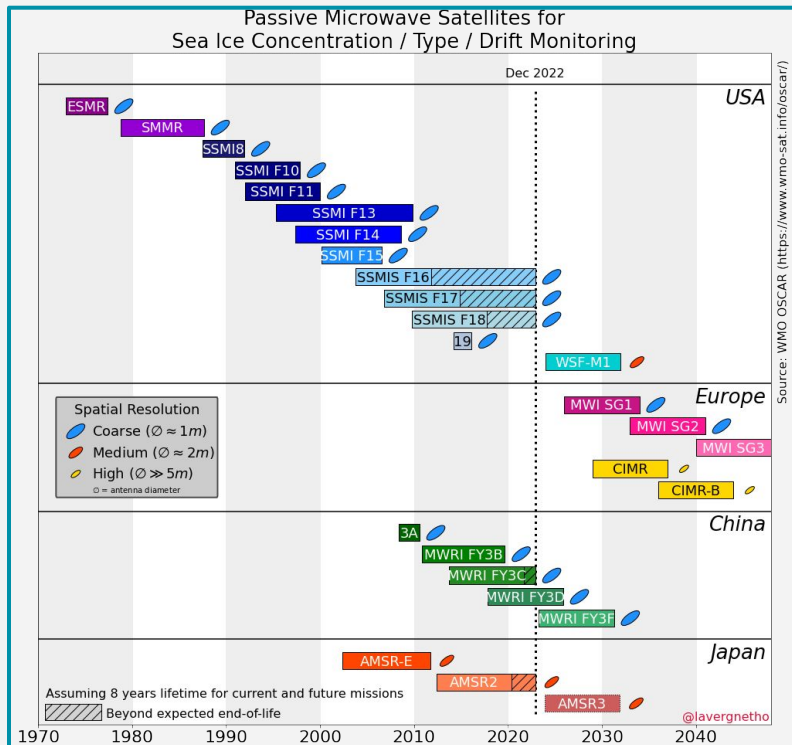 Passive Microwave Satellites for
Sea Ice Concentration / Type / Drift Monitoring
Dec 2022
USA
ESMR
SMMR
SSMI8
SSMI F10
SSMI F11
SSMI F13
SSMI F14
SSMI F15
SSMIS F16
SSMIS F17
SSMIS F18
19
WSF-M1
Source: WMO OSCAR (https://www.wmo-sat.info/oscar/)
Europe
MWI SG1
MWI SG2
MWI SG3
CIMR
CIMR-B
Spatial Resolution
Coarse (∅ ≈ 1m)
Medium (∅ ≈ 2m)
High (∅ ≫ 5m)
∅ = antenna diameter
China
3A
MWRI FY3B
MWRI FY3C
MWRI FY3D
MWRI FY3F
Japan
AMSR-E
AMSR2
AMSR3
Assuming 8 years lifetime for current and future missions
Beyond expected end-of-life
@lavergnetho
1970 1980 1990 2000 2010 2020 2030 2040